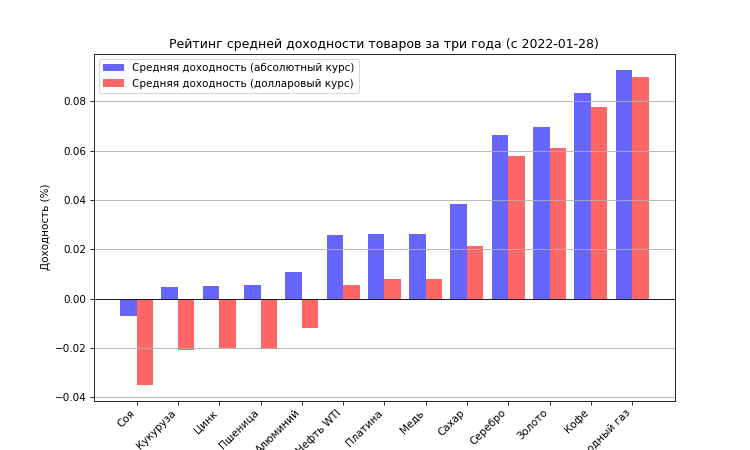 Рейтинг средней доходности товаров за три года (с 2022-01-28)
Средняя доходность (абсолютный курс)
Средняя доходность (долларовый курс)
Доходность (%)
0.08
0.06
0.04
0.02
0.00
−0.02
−0.04
Соя
Кукуруза
Цинк
Пшеница
Алюминий
Нефть WTI
Платина
Медь
Сахар
Серебро
Золото
Кофе
газ